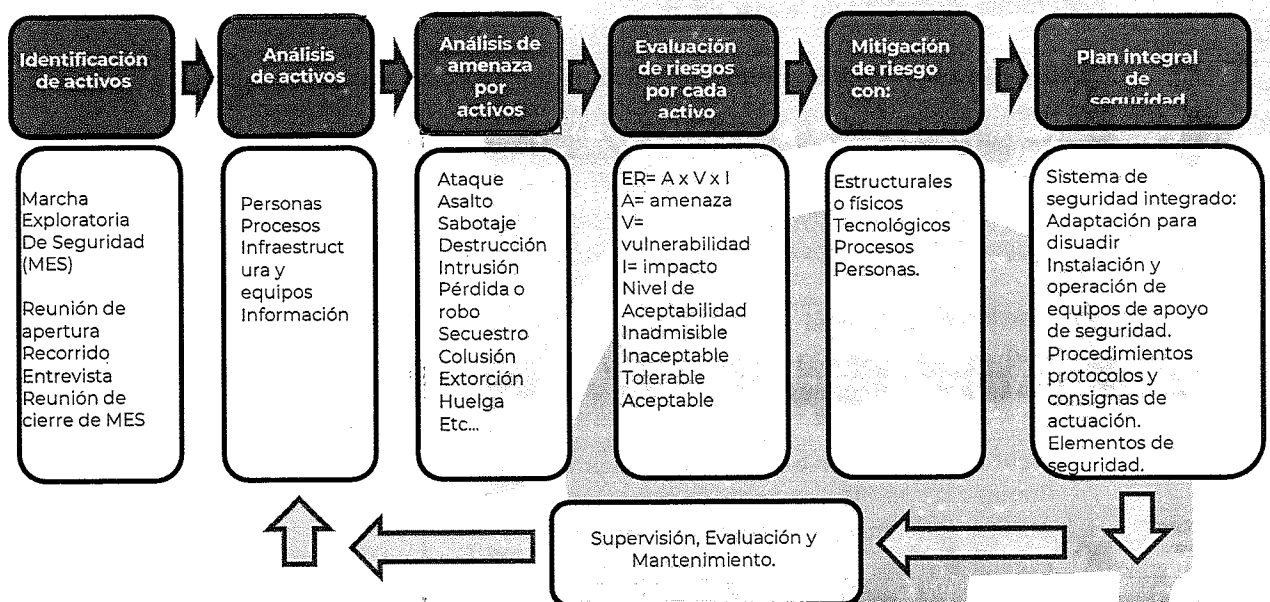 Identificación
de activos
Análisis
de activos
Análisis de
amenaza
por
activos
Evaluación
de riesgos
por cada
activo
Mitigación
de riesgo
con:
Plan integral
de
seguridad
Marcha
Exploratoria
De Seguridad
(MES)
Reunión de
apertura
Recorrido
Entrevista
Reunión de
cierre de MES
Personas
Procesos
Infraestruct
ura y
equipos
Información
Ataque
Asalto
Sabotaje
Destrucción
Intrusión
Pérdida o
robo
Secuestro
Colusión
Extorción
Huelga
Etc...
ER= A x V x I
A= amenaza
V=
vulnerabilidad
I= impacto
Nivel de
Aceptabilidad
Inadmisible
Inaceptable
Tolerable
Aceptable
Estructurales
o físicos
Tecnológicos
Procesos
Personas.
Sistema de
seguridad integrado:
Adaptación para
disuadir
Instalación y
operación de
equipos de apoyo
de seguridad.
Procedimientos
protocolos y
consignas de
actuación.
Elementos de
seguridad.
Supervisión, Evaluación y
Mantenimiento.